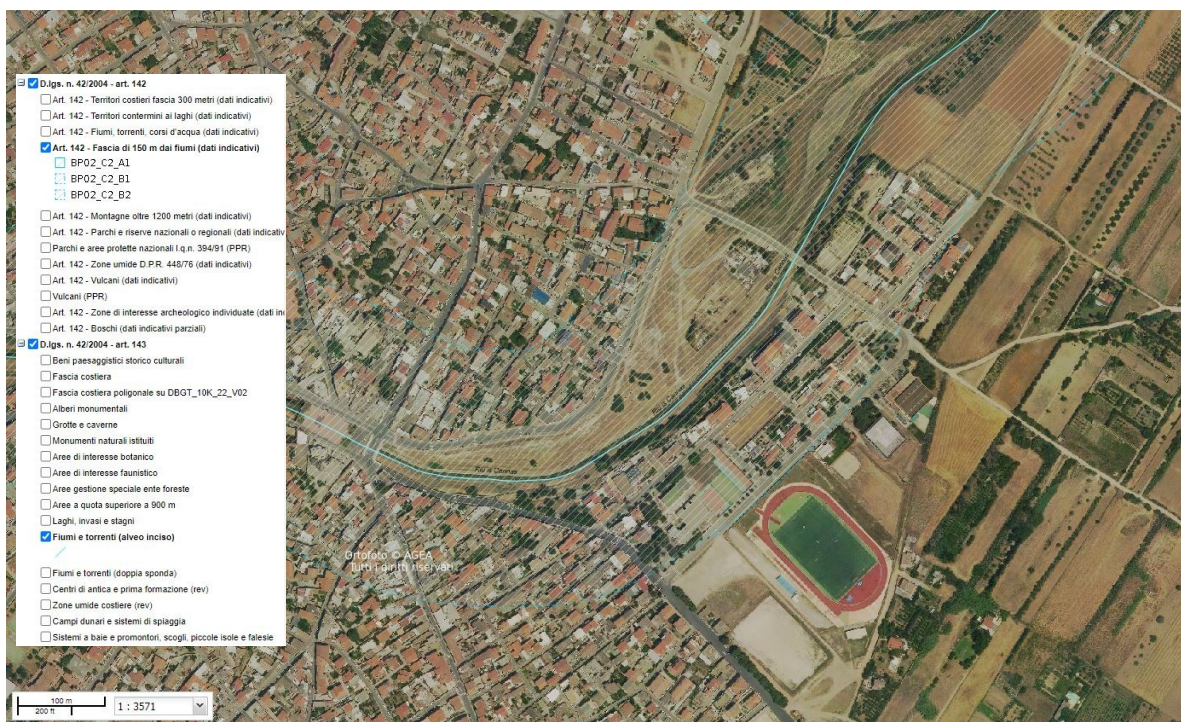 D.lgs. n. 42/2004 - art. 142
Art. 142 - Territori costieri fascia 300 metri (dati indicativi)
Art. 142 - Territori contermini ai laghi (dati indicativi)
Art. 142 - Fiumi, torrenti, corsi d'acqua (dati indicativi)
Art. 142 - Fascia di 150 m dai fiumi (dati indicativi)
BP02_C2_A1
BP02_C2_B1
BP02_C2_B2
Art. 142 - Montagne oltre 1200 metri (dati indicativi)
Art. 142 - Parchi e riserve nazionali o regionali (dati indicativ
Parchi e aree protette nazionali l.q.n. 394/91 (PPR)
Art. 142 - Zone umide D.P.R. 448/76 (dati indicativi)
Art. 142 - Vulcani (dati indicativi)
Vulcani (PPR)
Art. 142 - Zone di interesse archeologico individuate (dati in
Art. 142 - Boschi (dati indicativi parziali)
D.lgs. n. 42/2004 - art. 143
Beni paesaggistici storico culturali
Fascia costiera
Fascia costiera poligonale su DBGT_10K_22_V02
Alberi monumentali
Grotte e caverne
Monumenti naturali istituiti
Aree di interesse botanico
Aree di interesse faunistico
Aree gestione speciale ente foreste
Aree a quota superiore a 900 m
Laghi, invasi e stagni
Fiumi e torrenti (alveo inciso)
Fiumi e torrenti (doppia sponda)
Centri di antica e prima formazione (rev)
Zone umide costiere (rev)
Campi dunari e sistemi di spiaggia
Sistemi a baie e promontori, scogli, piccole isole e falesie
Ortofoto © AGEA
Tutti i diritti riservati
100 m
200 ft
1 : 3571